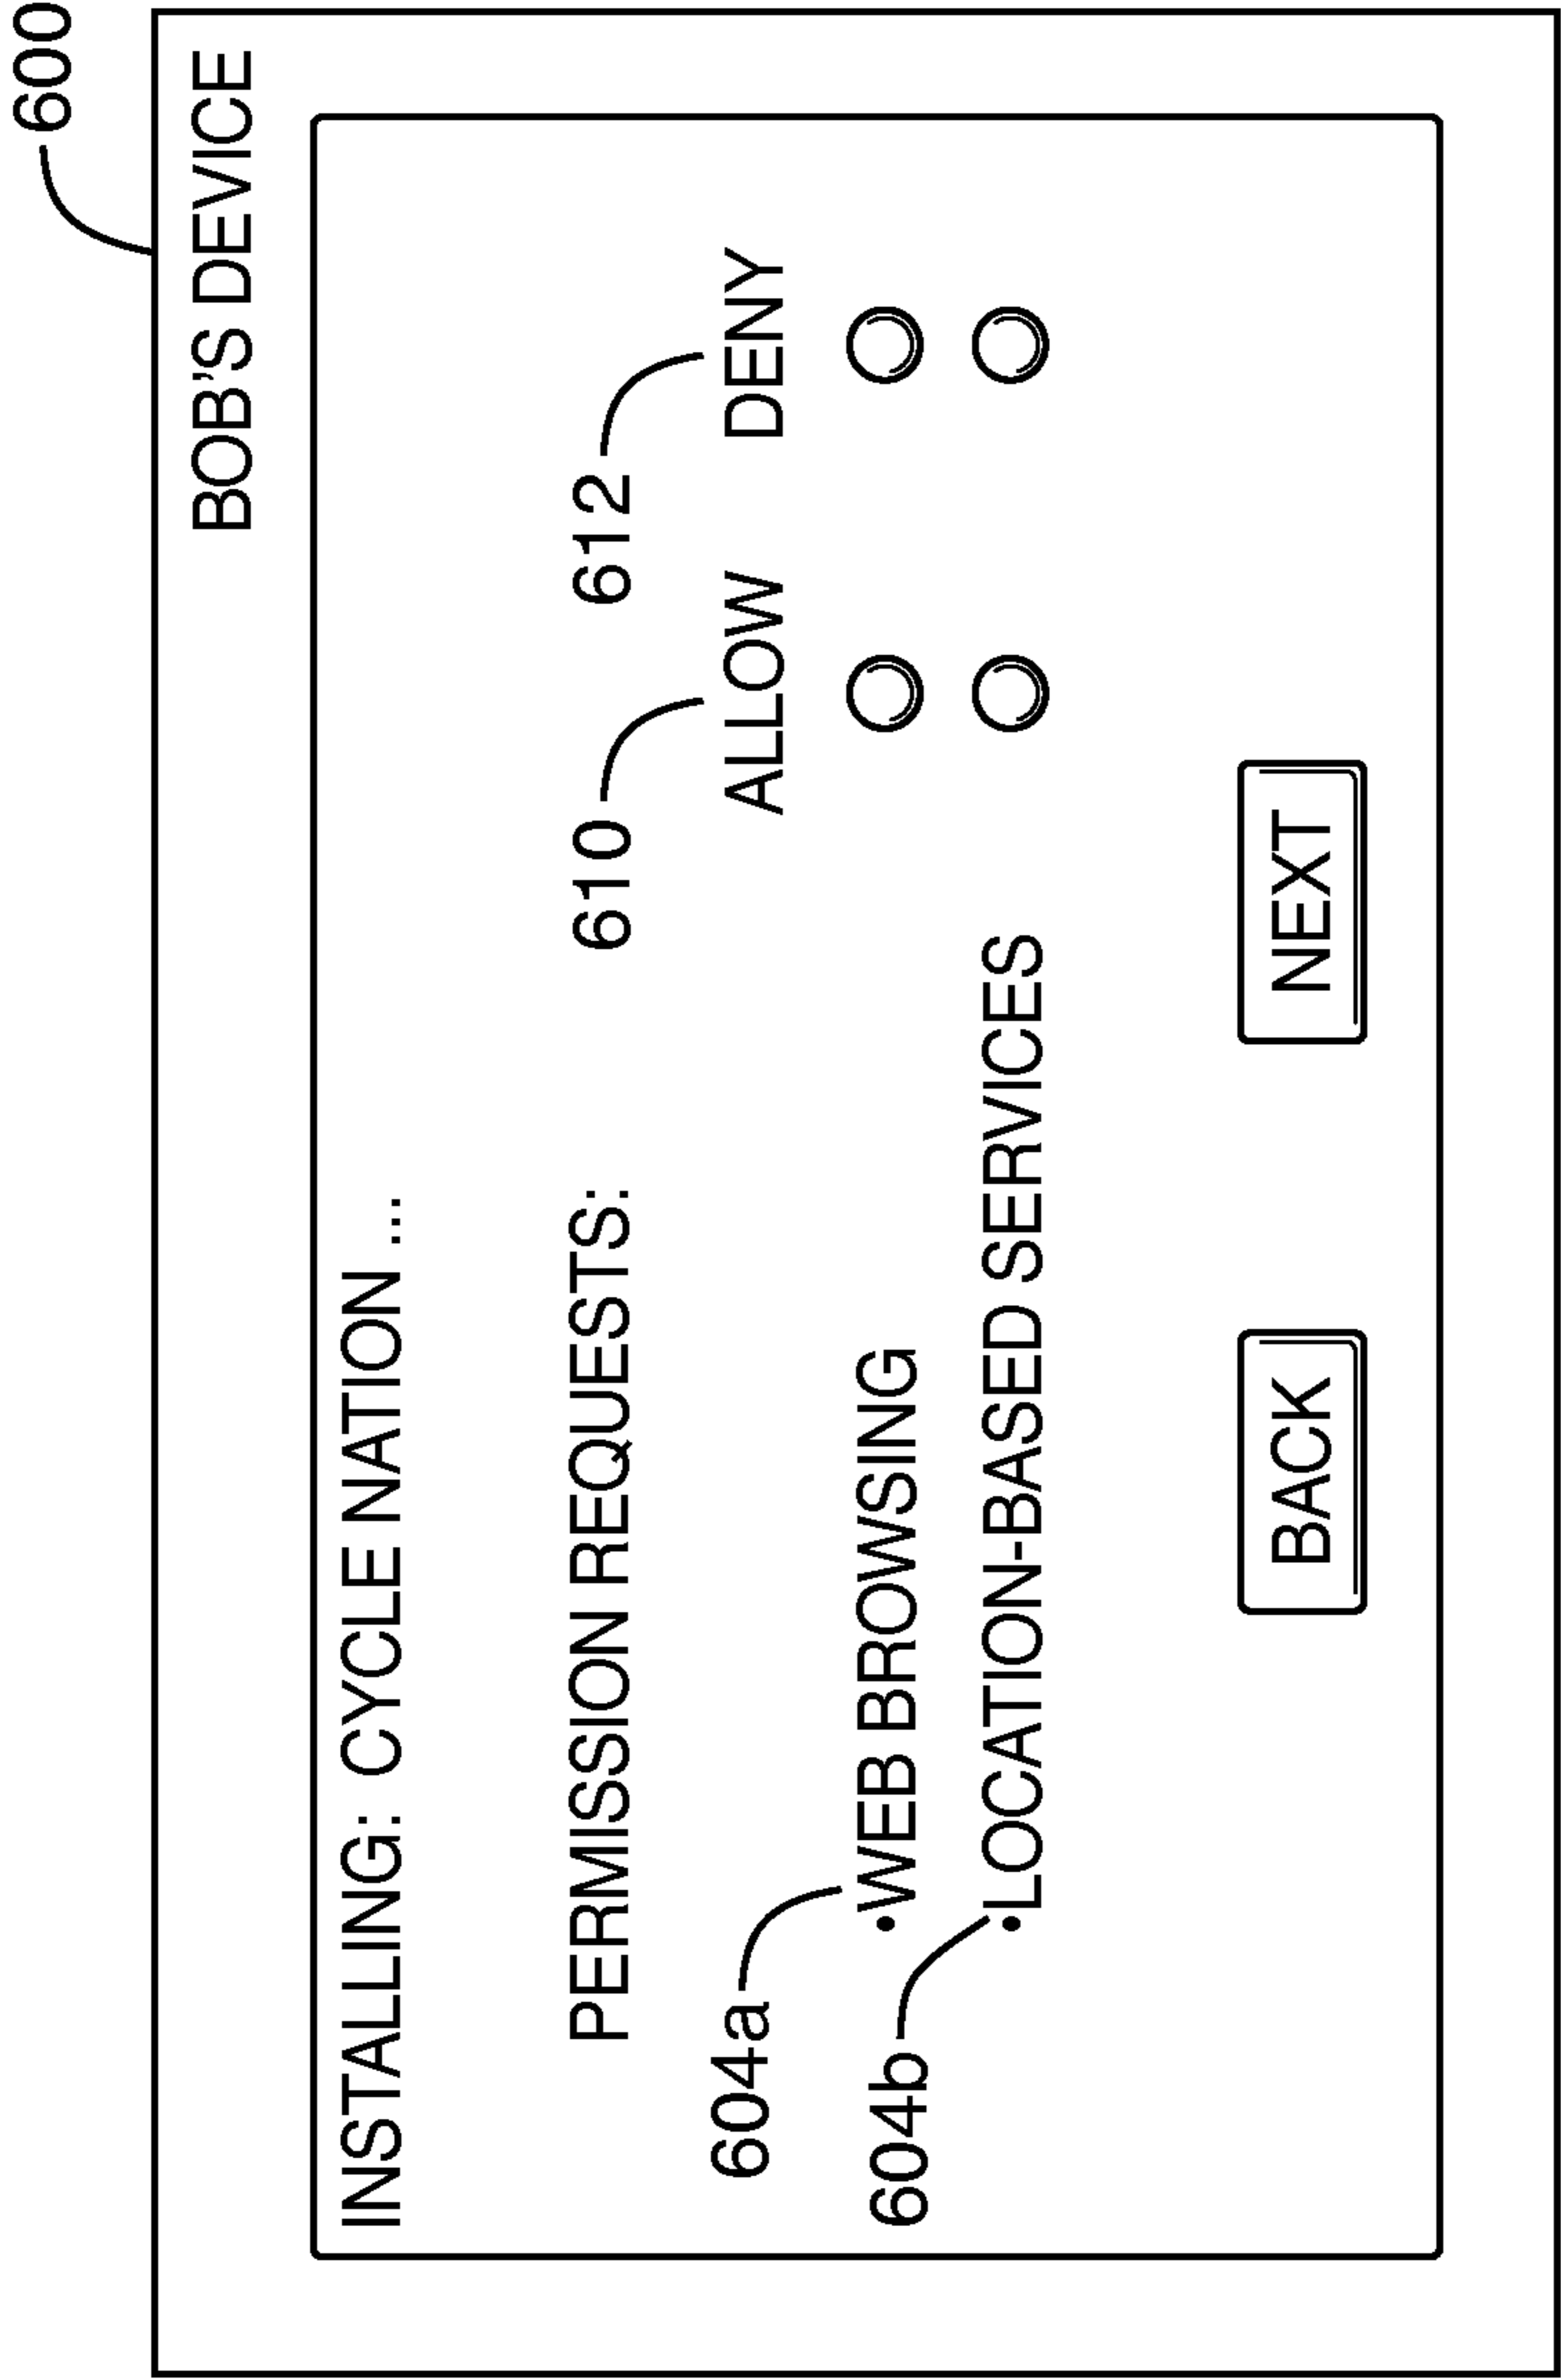 600
BOB'S DEVICE
INSTALLING: CYCLE NATION ...
PERMISSION REQUESTS:
610
612
ALLOW
DENY
604a
•WEB BROWSING
604b
•LOCATION-BASED SERVICES
BACK
NEXT